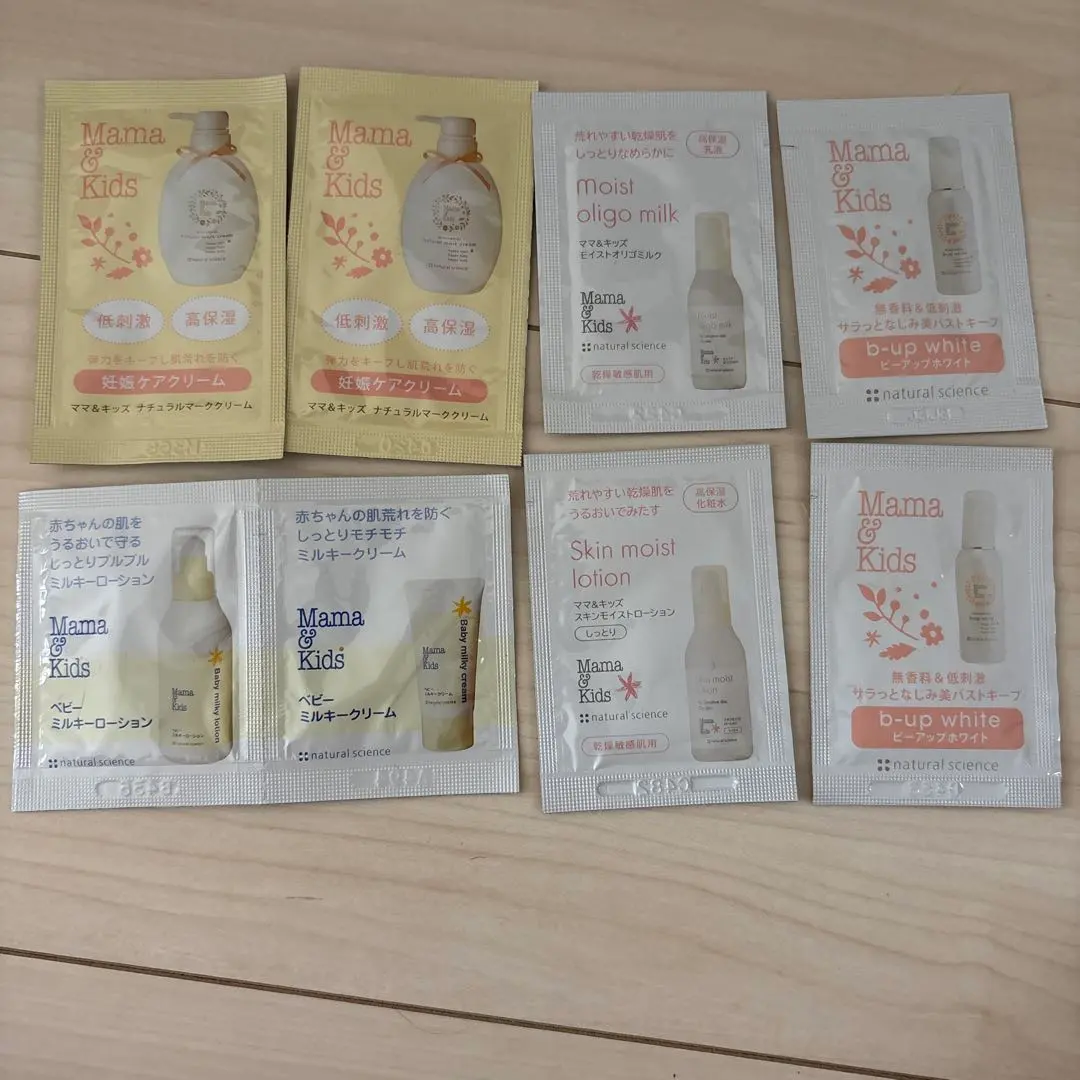 Mama
&
Kids
低刺激
高保湿
弾力をキープし肌荒れを防ぐ
妊娠ケアクリーム
ママ&キッズ ナチュラルマーククリーム
Mama
&
Kids
低刺激
高保湿
弾力をキープし肌荒れを防ぐ
妊娠ケアクリーム
ママ&キッズ ナチュラルマーククリーム
荒れやすい乾燥肌を
しっとりなめらかに
高保湿
乳液
Moist
oligo milk
ママ&キッズ
モイストオリゴミルク
Mama
&
Kids
natural science
乾燥敏感肌用
Mama
&
Kids
無香料&低刺激
サラっとなじみ美バストキープ
b-up white
ビーアップホワイト
natural science
赤ちゃんの肌を
うるおいで守る
しっとりプルプル
ミルキーローション
Mama
&
Kids
ベビー
ミルキーローション
natural science
Mama
&
Kids
Baby milky lotion
赤ちゃんの肌荒れを防ぐ
しっとりモチモチ
ミルキークリーム
Mama
&
Kids
ベビー
ミルキークリーム
natural science
Mama
&
Kids
Baby milky cream
荒れやすい乾燥肌を
うるおいでみたす
高保湿
化粧水
Skin moist
lotion
ママ&キッズ
スキンモイストローション
しっとり
Mama
&
Kids
natural science
乾燥敏感肌用
Mama
&
Kids
無香料&低刺激
サラっとなじみ美バストキープ
b-up white
ビーアップホワイト
natural science